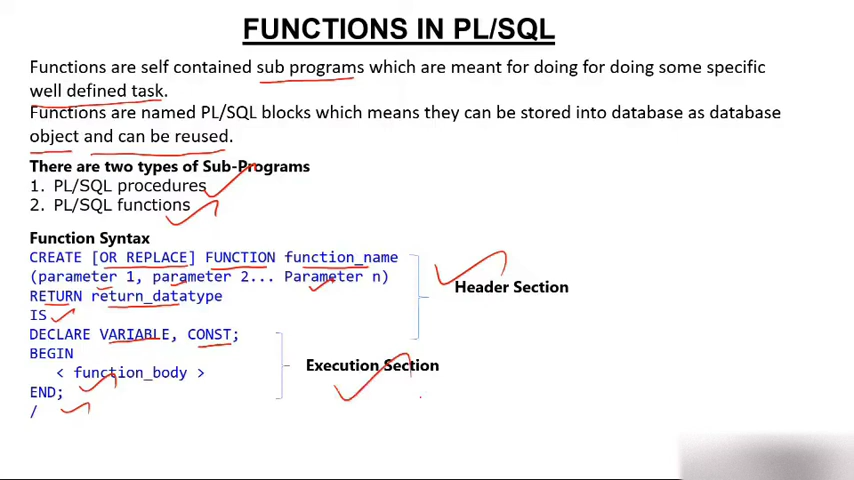 FUNCTIONS IN PL/SQL
Functions are self contained sub programs which are meant for doing for doing some specific
well defined task.
Functions are named PL/SQL blocks which means they can be stored into database as database
object and can be reused.
There are two types of Sub-Programs
1. PL/SQL procedures
2. PL/SQL functions
Function Syntax
CREATE [OR REPLACE] FUNCTION function_name
(parameter 1, parameter 2... Parameter n)
RETURN return_datatype
Header Section
IS
DECLARE VARIABLE, CONST;
BEGIN
Execution Section
< function_body >
END;
/